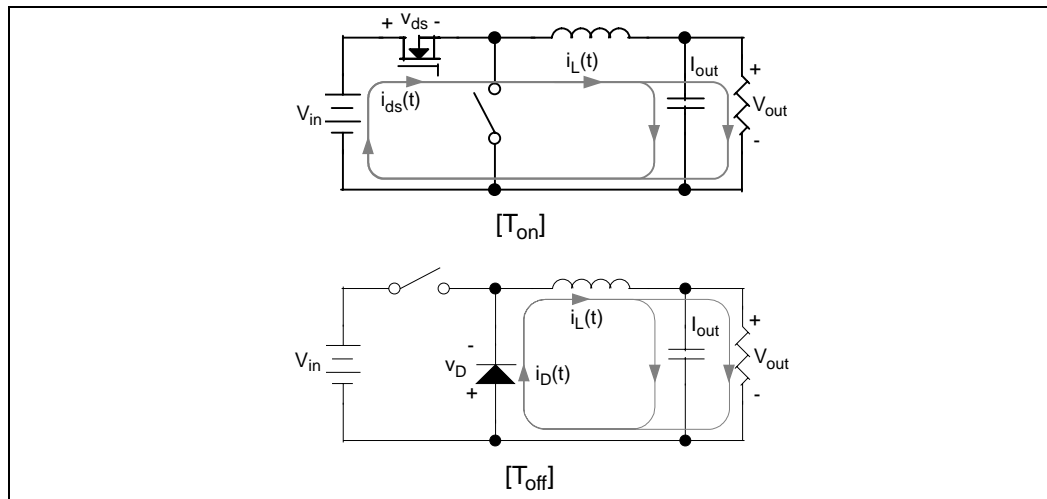 + v_ds -
i_L(t)
I_out
+
i_ds(t)
V_in
V_out
-
[T_on]
i_L(t)
I_out
+
-
V_in
v_D
i_D(t)
V_out
+
-
[T_off]